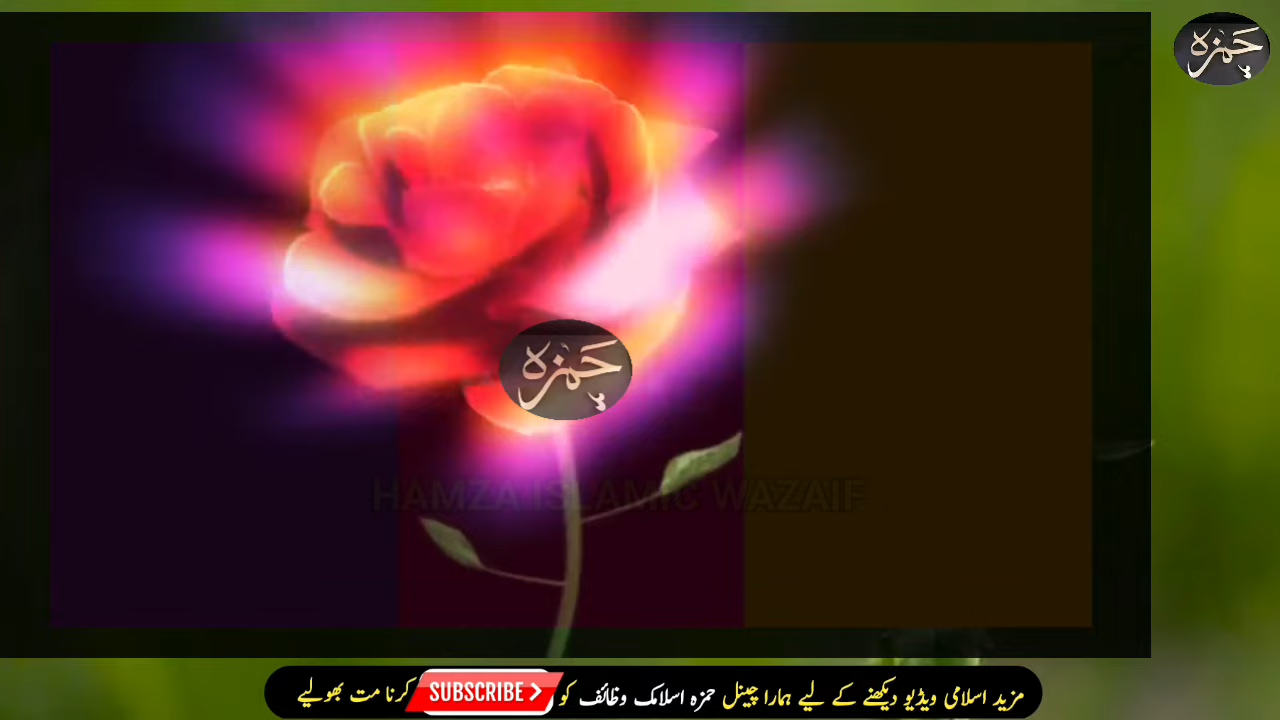 حمزہ
حمزہ
HAMZA ISLAMIC WAZAIF
مزید اسلامی ویڈیو دیکھنے کے لیے ہمارا چینل حمزہ اسلامک وظائف کو SUBSCRIBE کرنا مت بھولیے